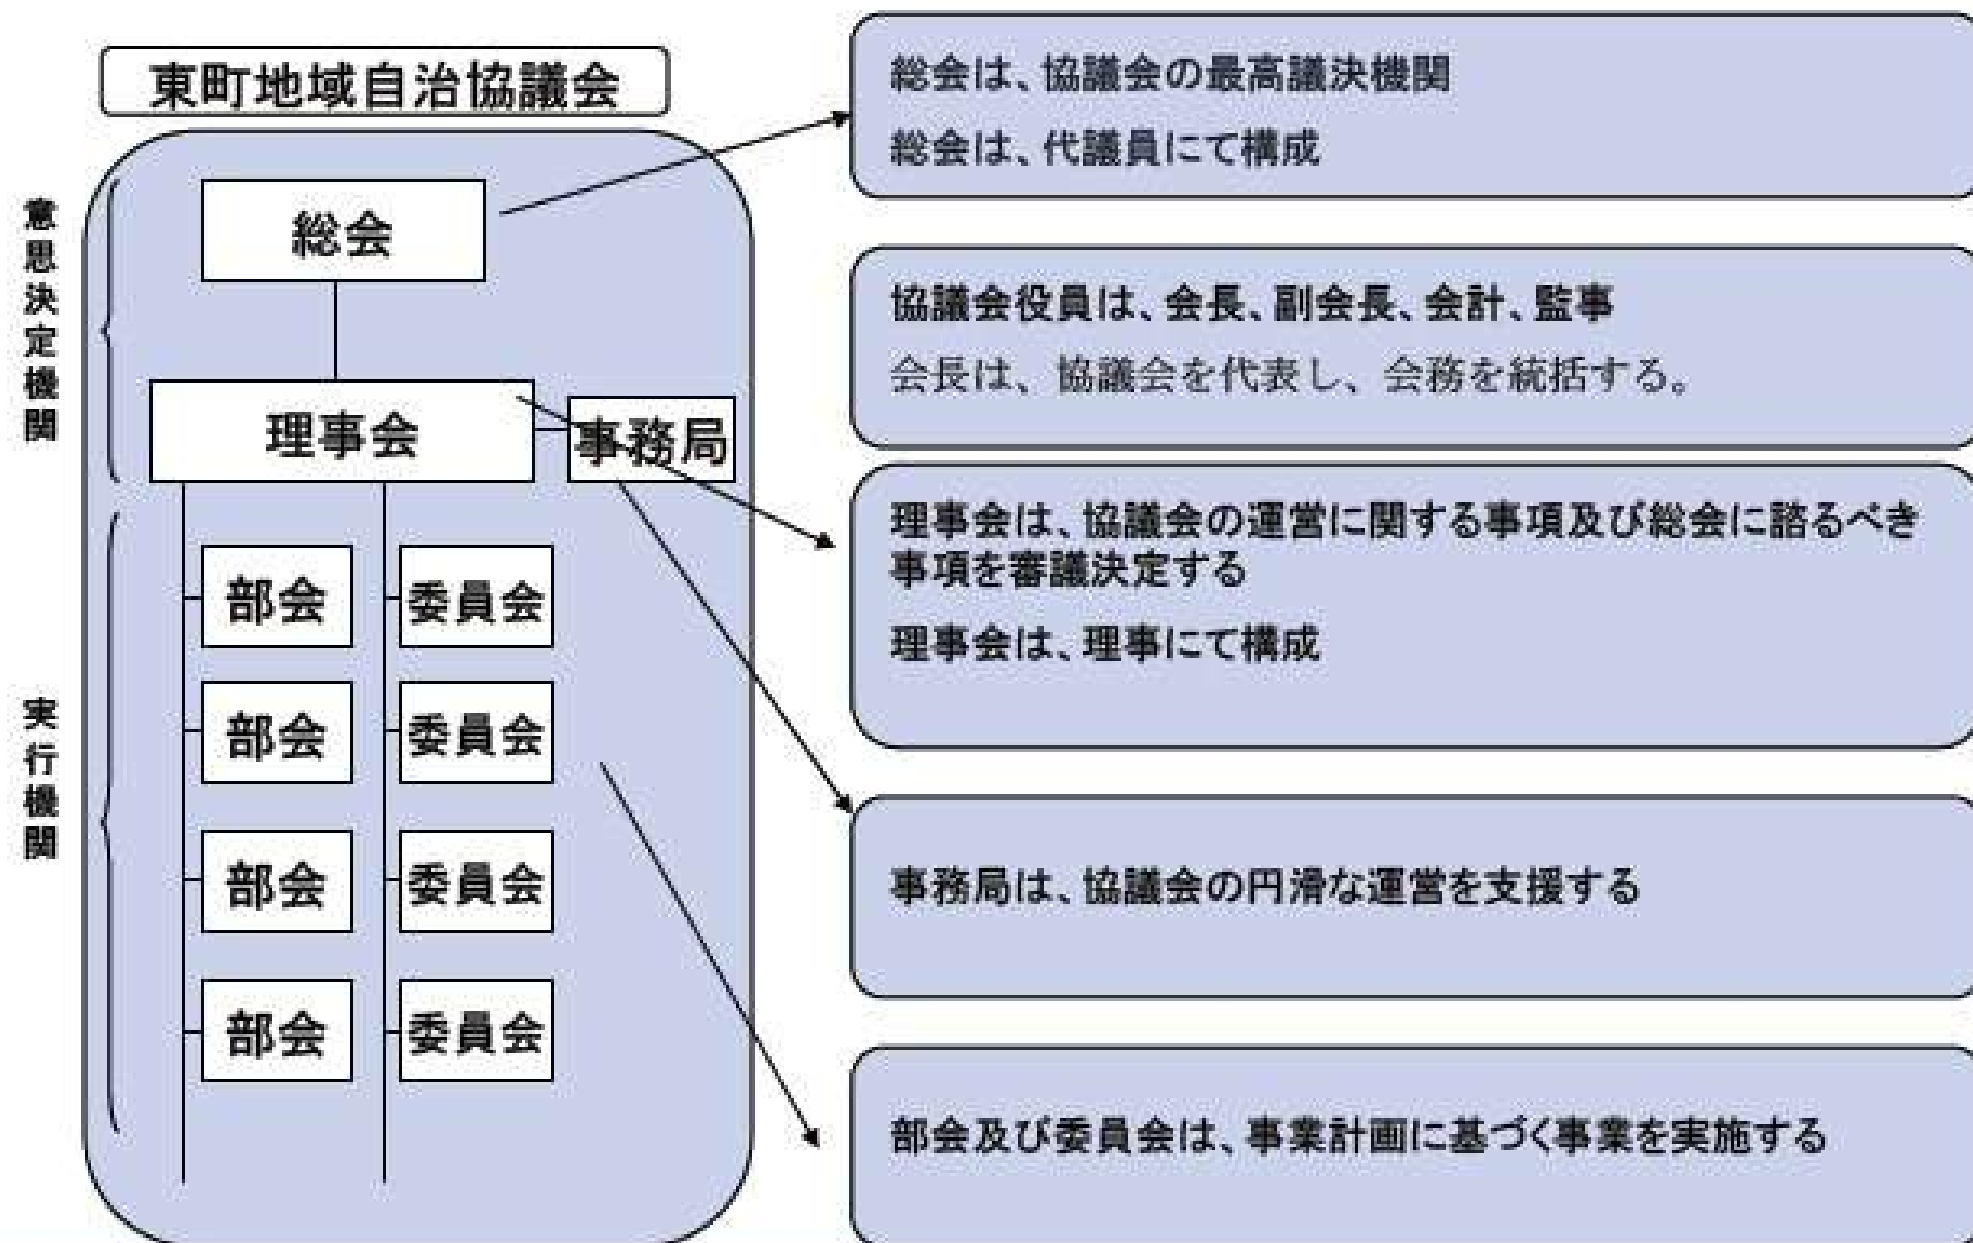 東町地域自治協議会
意思決定機関
総会
理事会
事務局
実行機関
部会
委員会
部会
委員会
部会
委員会
部会
委員会
総会は、協議会の最高議決機関
総会は、代議員にて構成
協議会役員は、会長、副会長、会計、監事
会長は、協議会を代表し、会務を統括する。
理事会は、協議会の運営に関する事項及び総会に諮るべき
事項を審議決定する
理事会は、理事にて構成
事務局は、協議会の円滑な運営を支援する
部会及び委員会は、事業計画に基づく事業を実施する